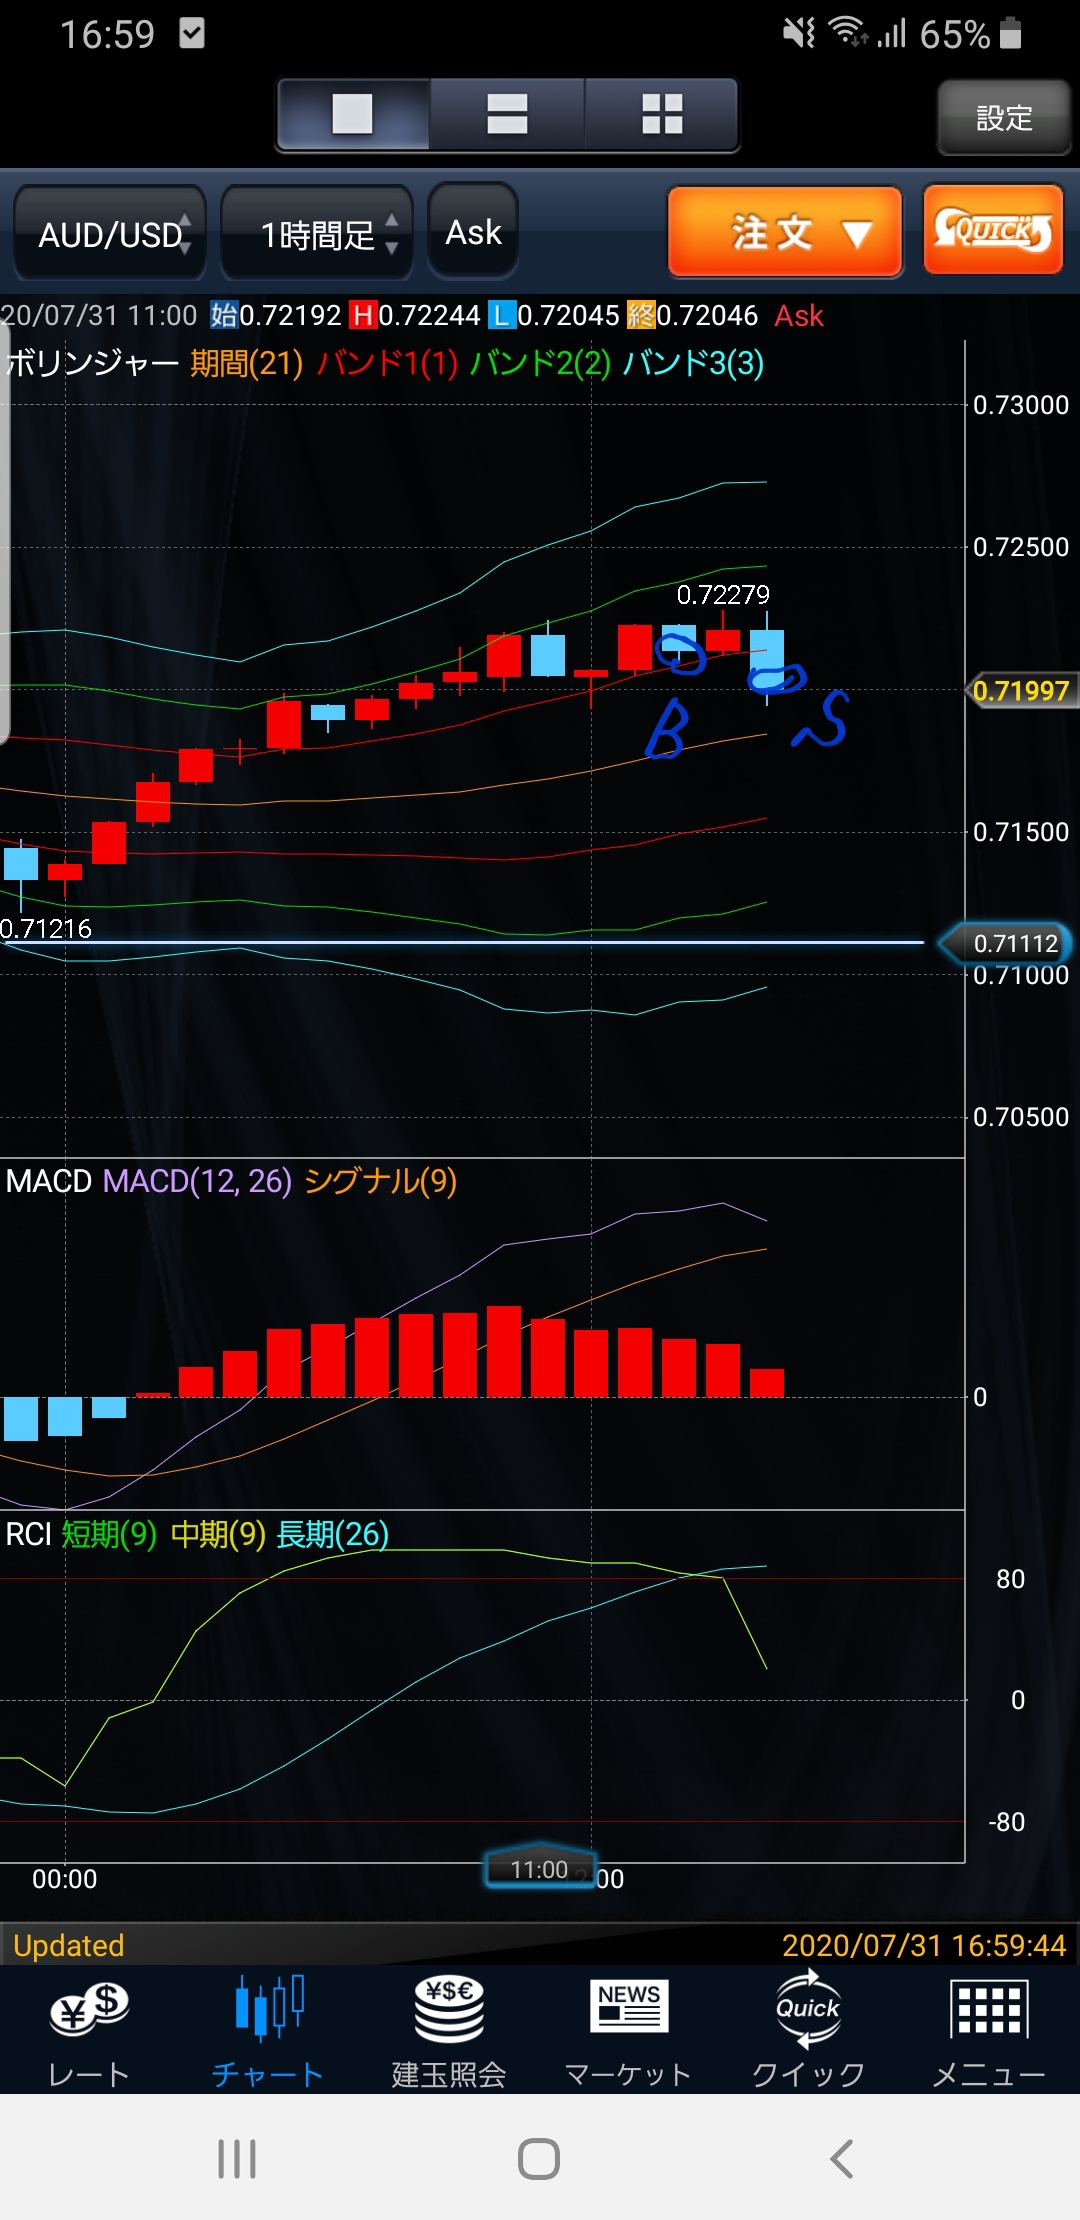 16:59 65%
設定
AUD/USD 1時間足 Ask 注文 ▼ QUICK
20/07/31 11:00 始0.72192 H0.72244 L0.72045 終0.72046 Ask
ボリンジャー 期間(21) バンド1(1) バンド2(2) バンド3(3)
0.73000
0.72500
0.72279
0.71997
B S
0.71500
0.71216
0.71112
0.71000
0.70500
MACD MACD(12, 26) シグナル(9)
0
RCI 短期(9) 中期(9) 長期(26)
80
0
-80
00:00 11:00 2:00
Updated 2020/07/31 16:59:44
¥$ ¥$€ NEWS Quick
レート チャート 建玉照会 マーケット クイック メニュー